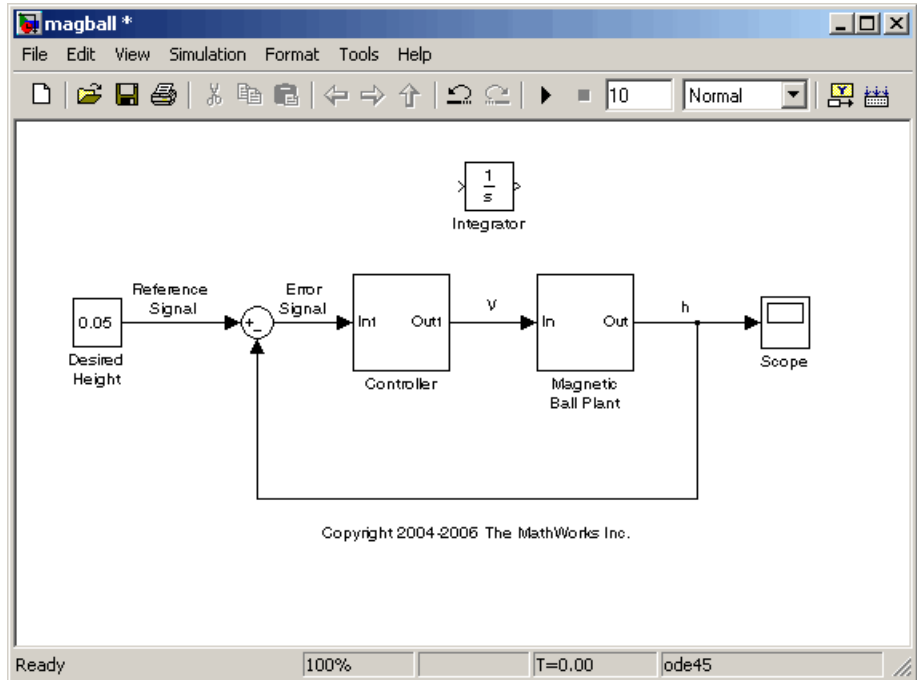 magball *
File Edit View Simulation Format Tools Help
10 Normal
1
s
Integrator
Reference
Signal
Error
Signal
0.05
+
-
In1 Out1
V
In Out
h
Desired
Height
Controller
Magnetic
Ball Plant
Scope
Copyright 2004-2006 The MathWorks Inc.
Ready 100% T=0.00 ode45